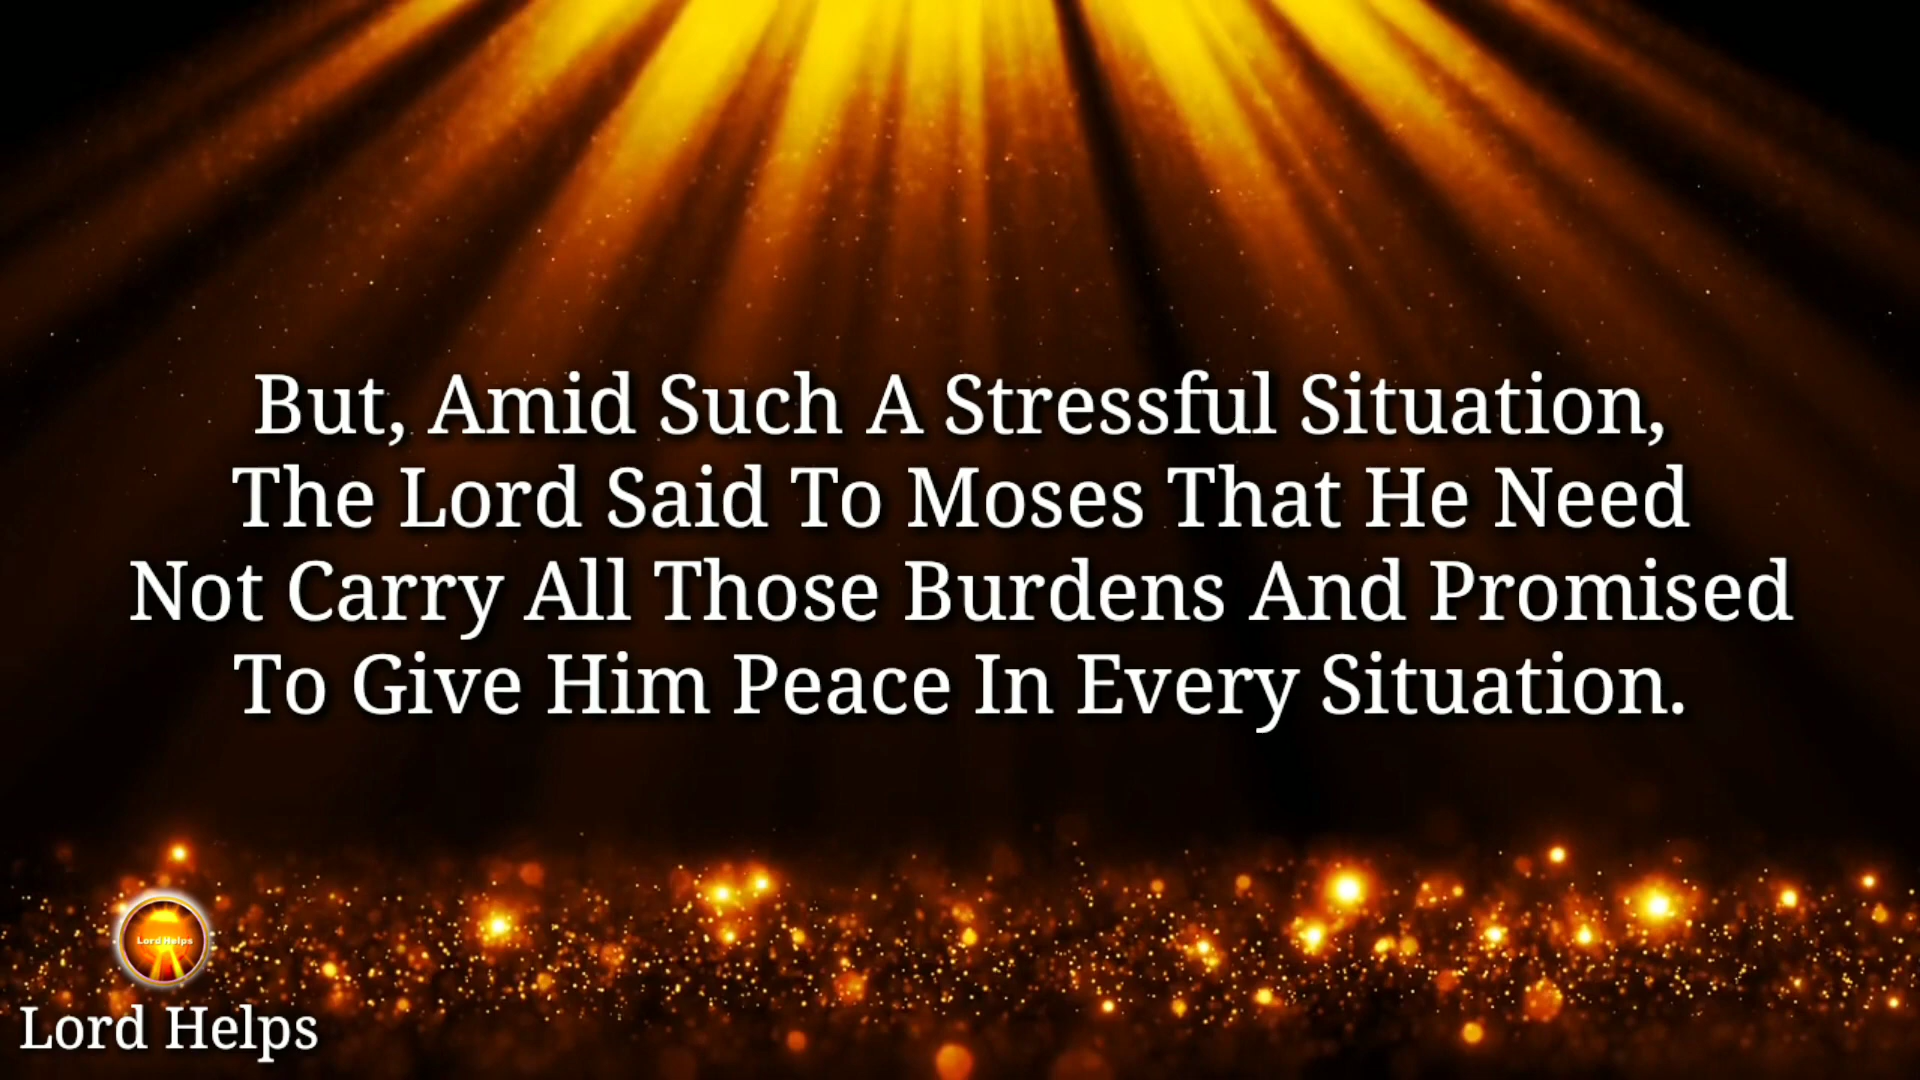 But, Amid Such A Stressful Situation,
The Lord Said To Moses That He Need
Not Carry All Those Burdens And Promised
To Give Him Peace In Every Situation.
Lord Helps
Lord Helps